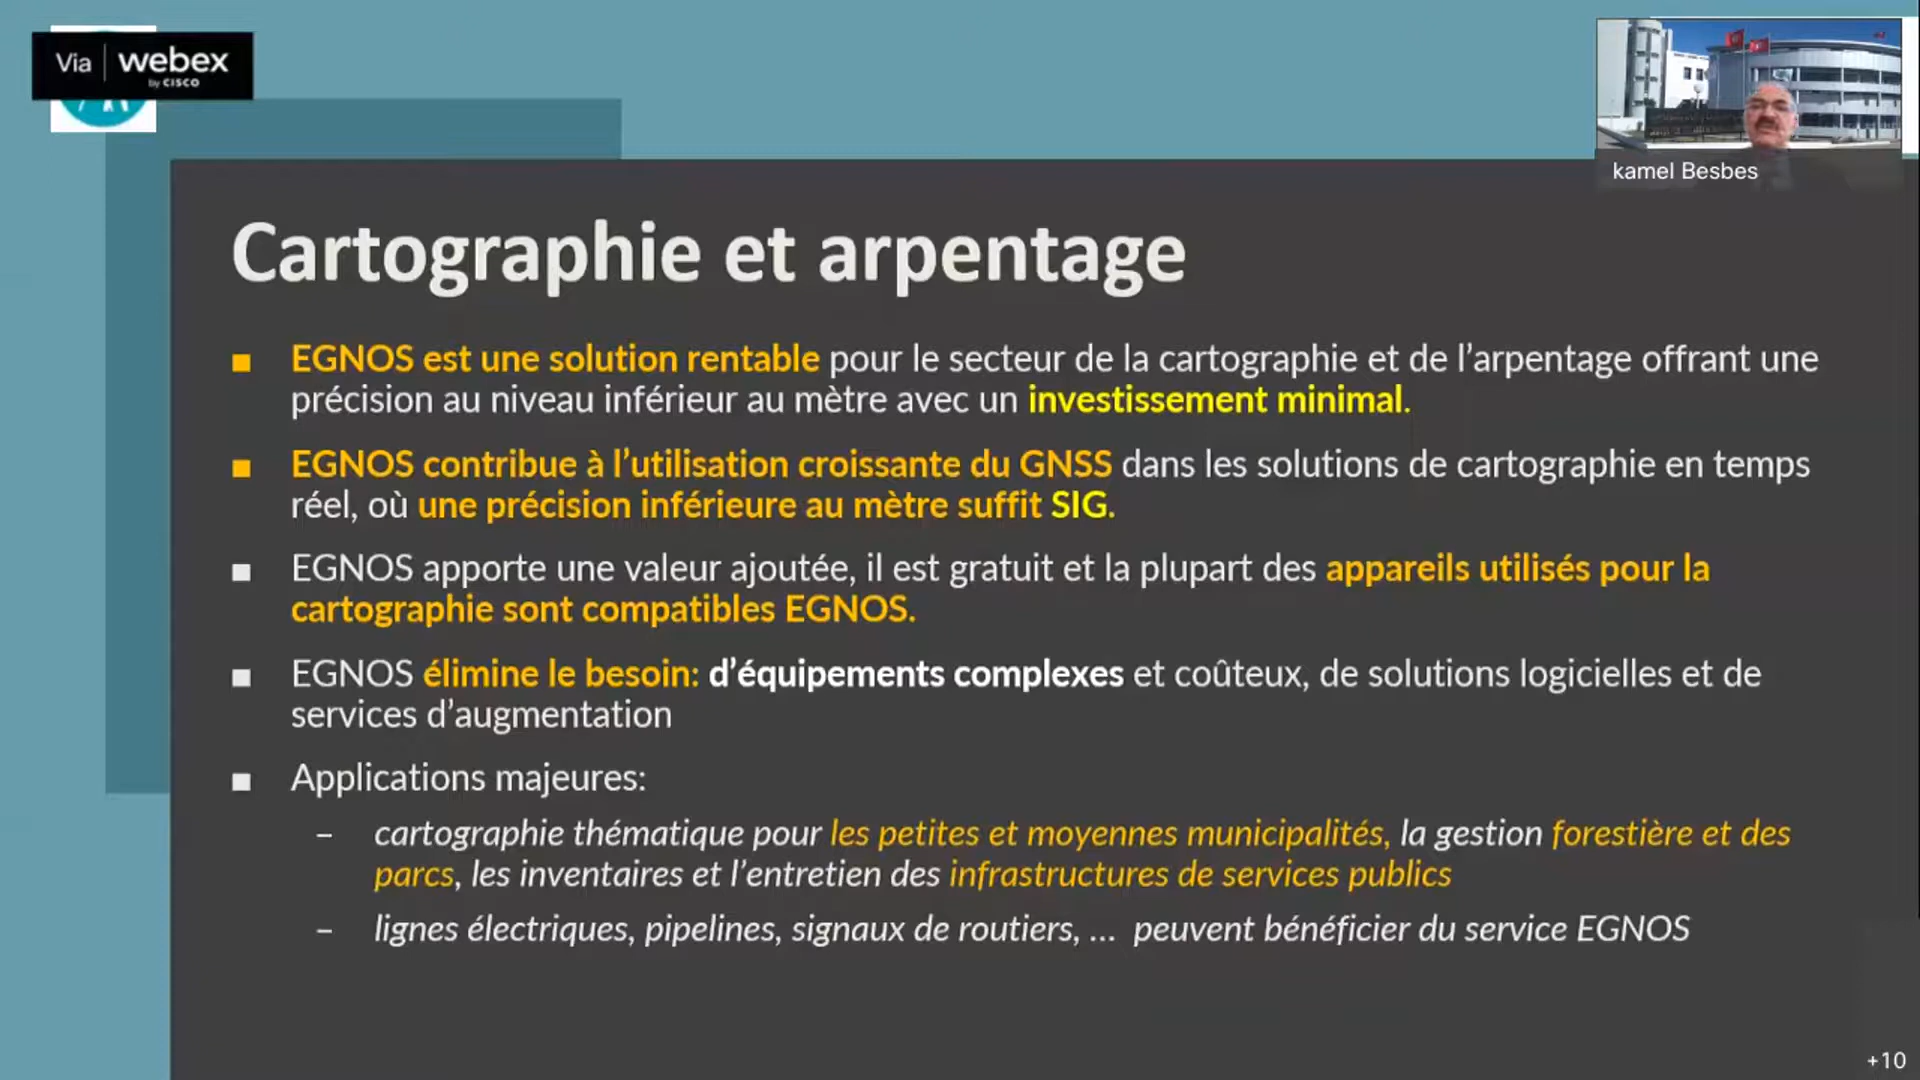 Via webex
by CISCO
kamel Besbes
Cartographie et arpentage
EGNOS est une solution rentable pour le secteur de la cartographie et de l’arpentage offrant une
précision au niveau inférieur au mètre avec un investissement minimal.
EGNOS contribue à l’utilisation croissante du GNSS dans les solutions de cartographie en temps
réel, où une précision inférieure au mètre suffit SIG.
EGNOS apporte une valeur ajoutée, il est gratuit et la plupart des appareils utilisés pour la
cartographie sont compatibles EGNOS.
EGNOS élimine le besoin: d’équipements complexes et coûteux, de solutions logicielles et de
services d’augmentation
Applications majeures:
– cartographie thématique pour les petites et moyennes municipalités, la gestion forestière et des
parcs, les inventaires et l’entretien des infrastructures de services publics
– lignes électriques, pipelines, signaux de routiers, ... peuvent bénéficier du service EGNOS
+10